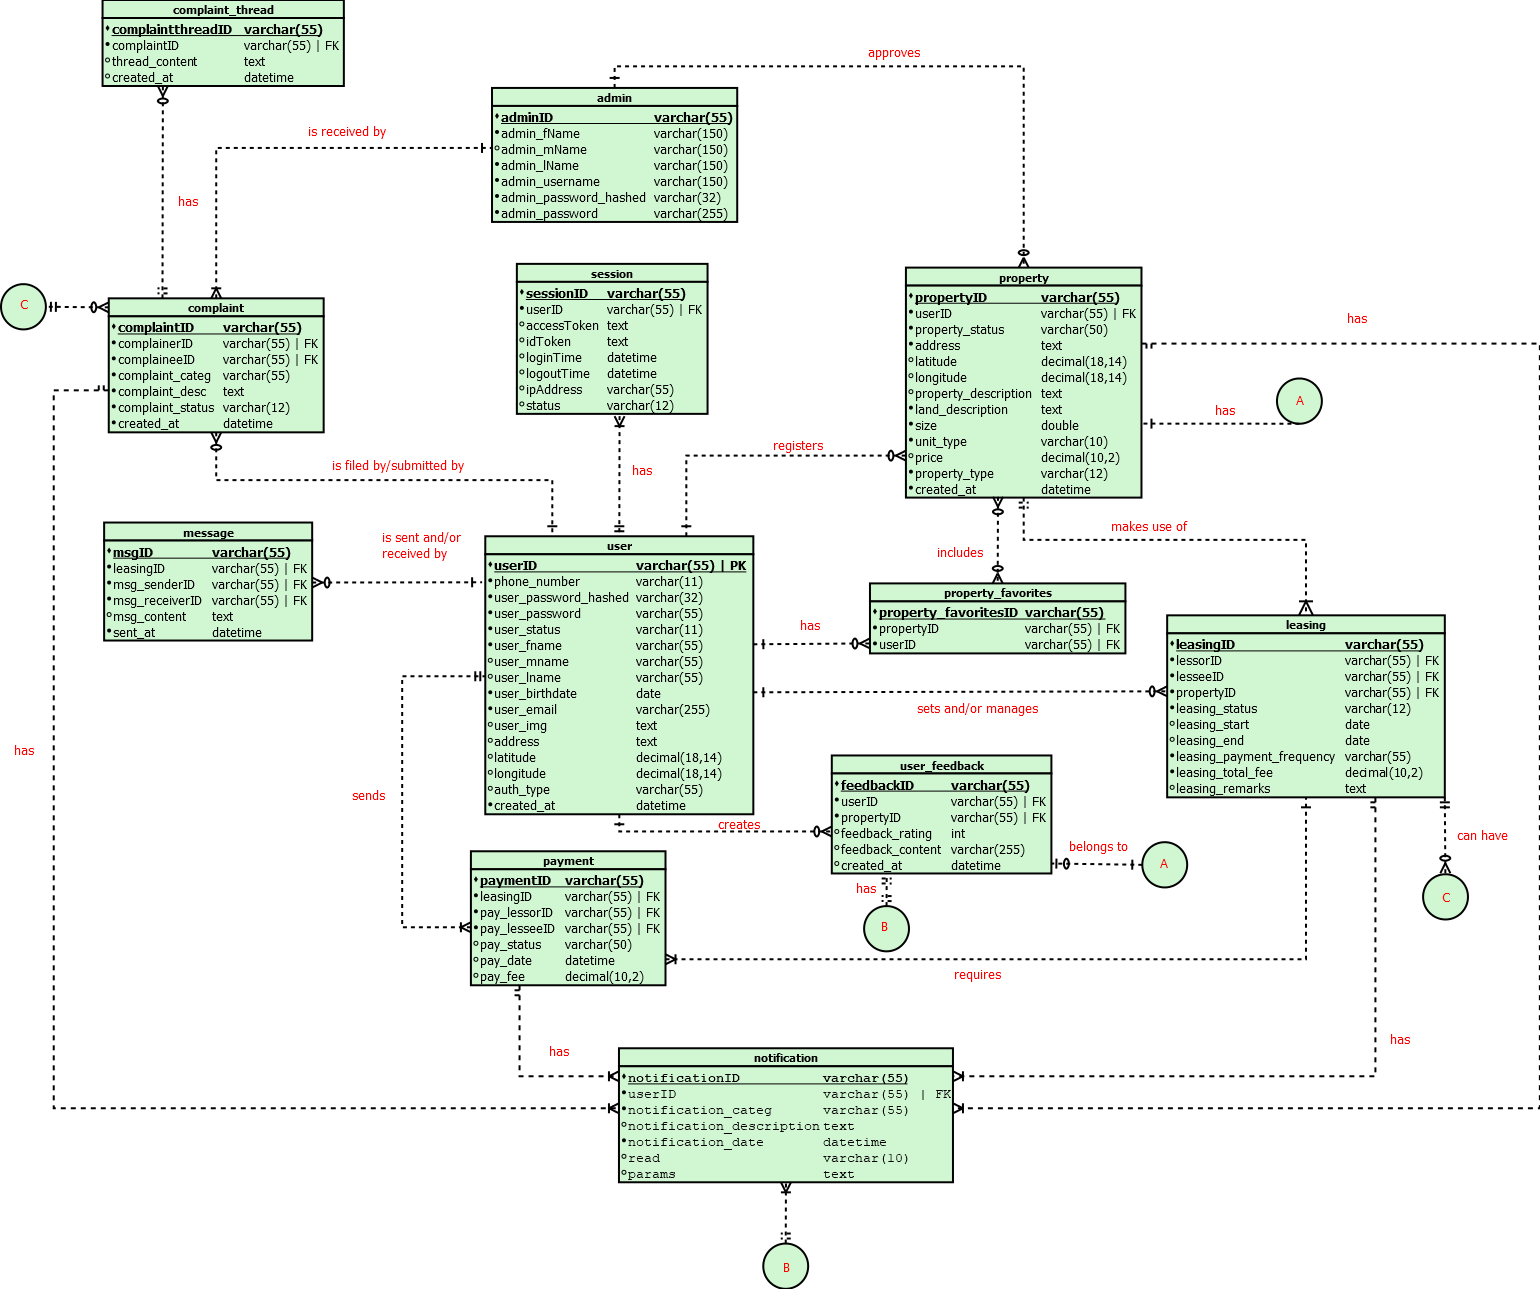 complaint_thread
complaintthreadID varchar(55)
complaintID varchar(55) | FK
thread_content text
created_at datetime
approves
admin
adminID varchar(55)
admin_fName varchar(150)
admin_mName varchar(150)
admin_lName varchar(150)
admin_username varchar(150)
admin_password_hashed varchar(32)
admin_password varchar(255)
is received by
has
C
complaint
complaintID varchar(55)
complainerID varchar(55) | FK
complaineeID varchar(55) | FK
complaint_categ varchar(55)
complaint_desc text
complaint_status varchar(12)
created_at datetime
session
sessionID varchar(55)
userID varchar(55) | FK
accessToken text
idToken text
loginTime datetime
logoutTime datetime
ipAddress varchar(55)
status varchar(12)
property
propertyID varchar(55)
userID varchar(55) | FK
property_status varchar(50)
address text
latitude decimal(18,14)
longitude decimal(18,14)
property_description text
land_description text
size double
unit_type varchar(10)
price decimal(10,2)
property_type varchar(12)
created_at datetime
has
has
A
is filed by/submitted by
has
registers
makes use of
includes
message
msgID varchar(55)
leasingID varchar(55) | FK
msg_senderID varchar(55) | FK
msg_receiverID varchar(55) | FK
msg_content text
sent_at datetime
is sent and/or
received by
user
userID varchar(55) | PK
phone_number varchar(11)
user_password_hashed varchar(32)
user_password varchar(55)
user_status varchar(11)
user_fname varchar(55)
user_mname varchar(55)
user_lname varchar(55)
user_birthdate date
user_email varchar(255)
user_img text
address text
latitude decimal(18,14)
longitude decimal(18,14)
auth_type varchar(55)
created_at datetime
property_favorites
property_favoritesID varchar(55)
propertyID varchar(55) | FK
userID varchar(55) | FK
has
sets and/or manages
leasing
leasingID varchar(55)
lessorID varchar(55) | FK
lesseeID varchar(55) | FK
propertyID varchar(55) | FK
leasing_status varchar(12)
leasing_start date
leasing_end date
leasing_payment_frequency varchar(55)
leasing_total_fee decimal(10,2)
leasing_remarks text
has
sends
creates
user_feedback
feedbackID varchar(55)
userID varchar(55) | FK
propertyID varchar(55) | FK
feedback_rating int
feedback_content varchar(255)
created_at datetime
belongs to
A
can have
C
has
B
payment
paymentID varchar(55)
leasingID varchar(55) | FK
pay_lessorID varchar(55) | FK
pay_lesseeID varchar(55) | FK
pay_status varchar(50)
pay_date datetime
pay_fee decimal(10,2)
requires
has
has
notification
notificationID varchar(55)
userID varchar(55) | FK
notification_categ varchar(55)
notification_description text
notification_date datetime
read varchar(10)
params text
B